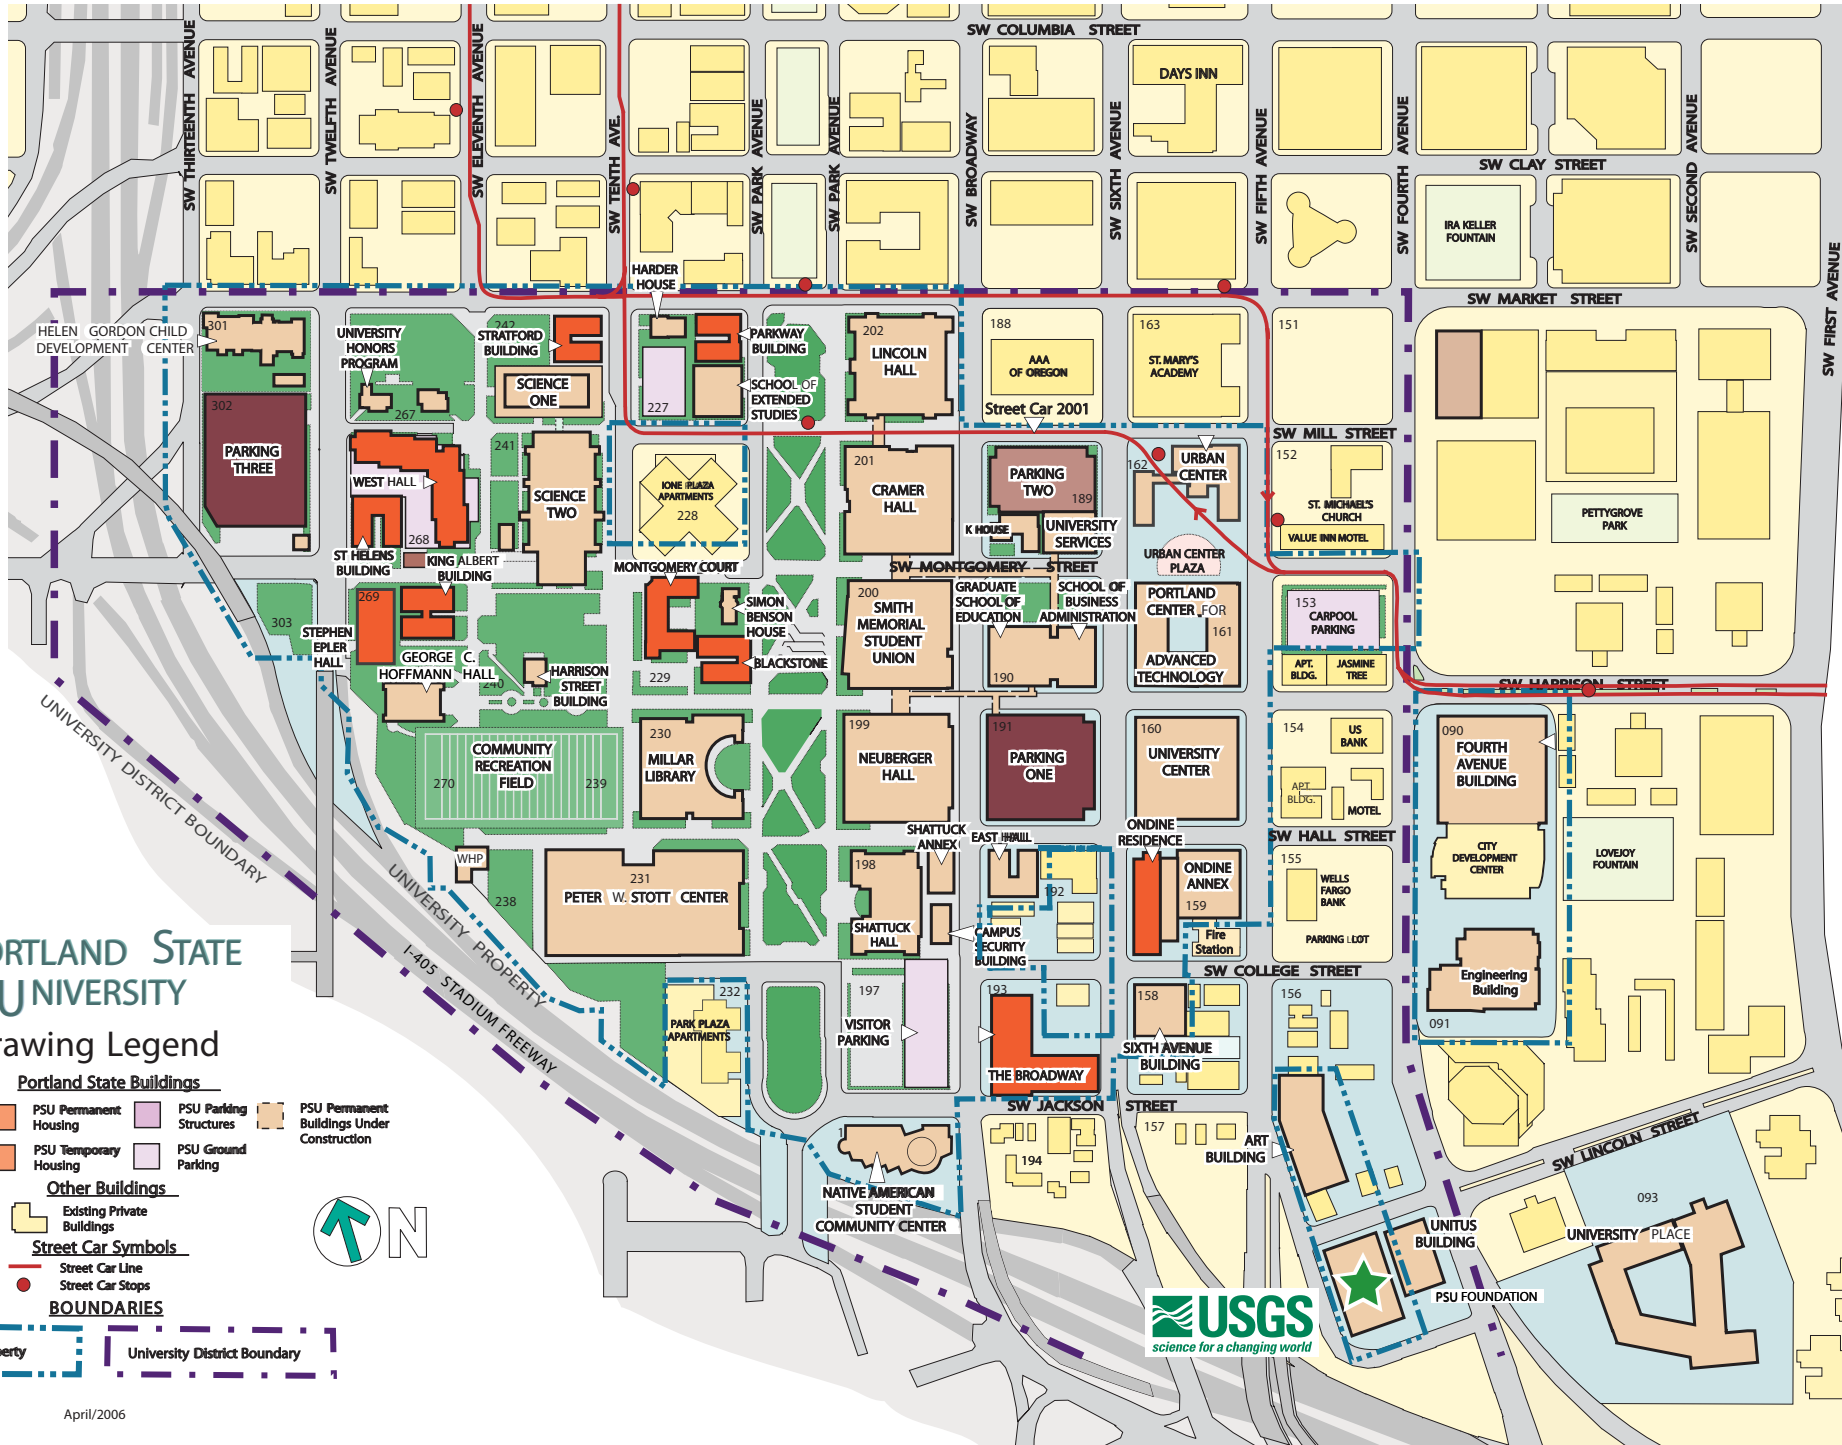 SW COLUMBIA STREET
SW THIRTEENTH AVENUE
SW TWELFTH AVENUE
SW ELEVENTH AVENUE
SW TENTH AVE.
SW PARK AVENUE
SW PARK AVENUE
SW BROADWAY
SW SIXTH AVENUE
SW FIFTH AVENUE
SW FOURTH AVENUE
SW SECOND AVENUE
SW FIRST AVENUE
DAYS INN
SW CLAY STREET
IRA KELLER
FOUNTAIN
SW MARKET STREET
HARDER
HOUSE
HELEN GORDON CHILD
DEVELOPMENT CENTER
301
UNIVERSITY
HONORS
PROGRAM
242
STRATFORD
BUILDING
SCIENCE
ONE
PARKWAY
BUILDING
SCHOOL OF
EXTENDED
STUDIES
227
202
LINCOLN
HALL
188
AAA
OF OREGON
163
ST. MARY'S
ACADEMY
151
Street Car 2001
SW MILL STREET
302
PARKING
THREE
267
WEST HALL
268
241
SCIENCE
TWO
IONE PLAZA
APARTMENTS
228
201
CRAMER
HALL
PARKING
TWO
189
K HOUSE
UNIVERSITY
SERVICES
162
URBAN
CENTER
URBAN CENTER
PLAZA
152
ST. MICHAEL'S
CHURCH
VALUE INN MOTEL
PETTYGROVE
PARK
ST HELENS
BUILDING
KING ALBERT
BUILDING
MONTGOMERY COURT
SW MONTGOMERY STREET
269
303
STEPHEN
EPLER
HALL
GEORGE C.
HOFFMANN HALL
240
HARRISON
STREET
BUILDING
SIMON
BENSON
HOUSE
BLACKSTONE
229
200
SMITH
MEMORIAL
STUDENT
UNION
GRADUATE
SCHOOL OF
EDUCATION
SCHOOL OF
BUSINESS
ADMINISTRATION
190
PORTLAND
CENTER FOR
161
ADVANCED
TECHNOLOGY
153
CARPOOL
PARKING
APT.
BLDG.
JASMINE
TREE
SW HARRISON STREET
UNIVERSITY DISTRICT BOUNDARY
COMMUNITY
RECREATION
FIELD
270
239
230
MILLAR
LIBRARY
199
NEUBERGER
HALL
191
PARKING
ONE
160
UNIVERSITY
CENTER
154
US
BANK
APT
BLDG.
MOTEL
090
FOURTH
AVENUE
BUILDING
SW HALL STREET
SHATTUCK
ANNEX
EAST HALL
ONDINE
RESIDENCE
WHP
238
231
PETER W. STOTT CENTER
198
SHATTUCK
HALL
192
CAMPUS
SECURITY
BUILDING
ONDINE
ANNEX
159
Fire
Station
155
WELLS
FARGO
BANK
PARKING LOT
CITY
DEVELOPMENT
CENTER
LOVEJOY
FOUNTAIN
UNIVERSITY PROPERTY
I-405 STADIUM FREEWAY
SW COLLEGE STREET
Engineering
Building
091
232
PARK PLAZA
APARTMENTS
197
VISITOR
PARKING
193
THE BROADWAY
158
SIXTH AVENUE
BUILDING
156
SW JACKSON STREET
157
194
ART
BUILDING
SW LINCOLN STREET
NATIVE AMERICAN
STUDENT
COMMUNITY CENTER
UNITUS
BUILDING
093
UNIVERSITY PLACE
PSU FOUNDATION
USGS
science for a changing world
ORTLAND STATE
UNIVERSITY
rawing Legend
Portland State Buildings
PSU Permanent
Housing
PSU Parking
Structures
PSU Permanent
Buildings Under
Construction
PSU Temporary
Housing
PSU Ground
Parking
Other Buildings
Existing Private
Buildings
Street Car Symbols
Street Car Line
Street Car Stops
BOUNDARIES
perty
University District Boundary
N
April/2006